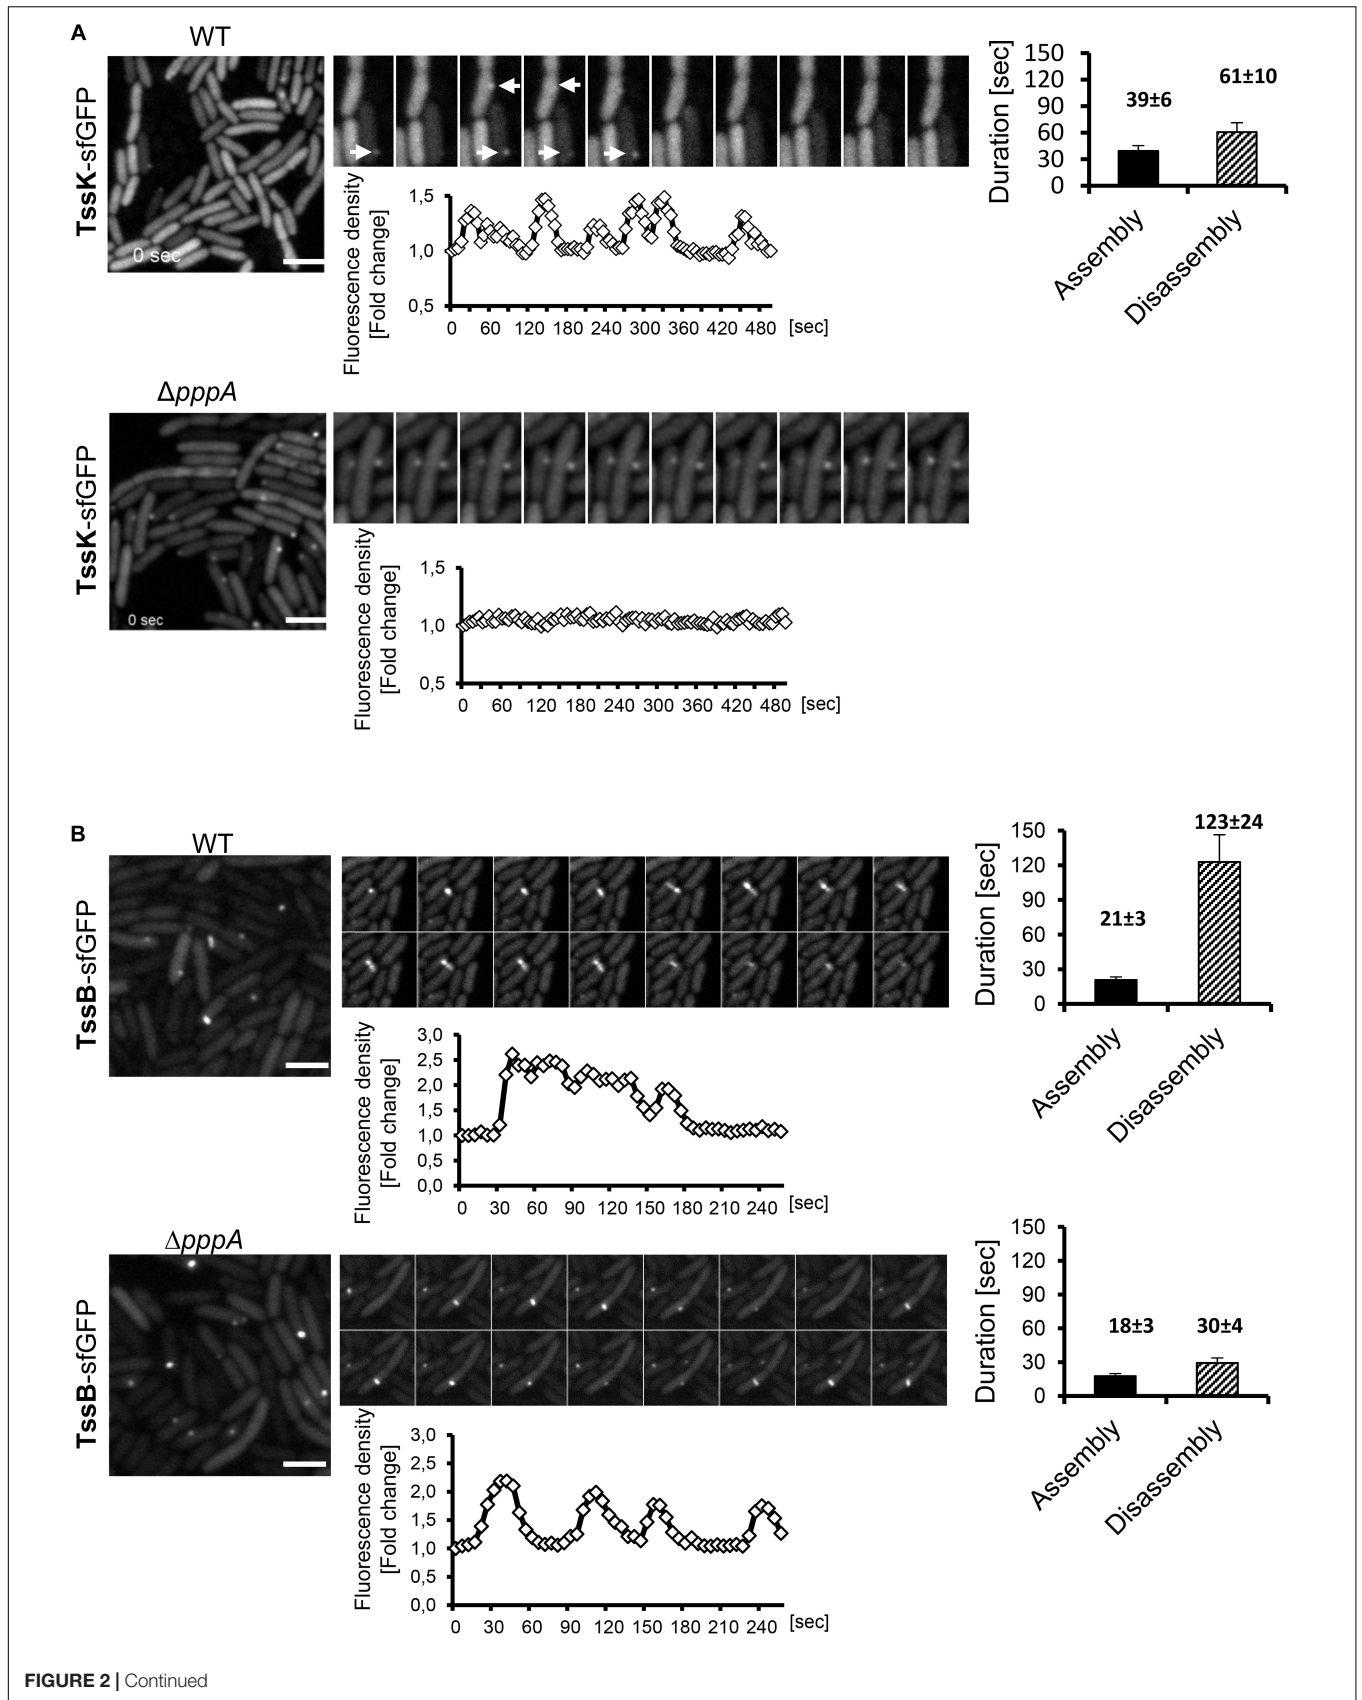 A
WT
TssK-sfGFP
0 sec
Fluorescence density
[Fold change]
1,5
1,0
0,5
0 60 120 180 240 300 360 420 480 [sec]
Duration [sec]
150
120
90
60
30
0
39±6
61±10
Assembly
Disassembly
ΔpppA
TssK-sfGFP
0 sec
Fluorescence density
[Fold change]
1,5
1,0
0,5
0 60 120 180 240 300 360 420 480 [sec]
B
WT
TssB-sfGFP
Fluorescence density
[Fold change]
3,0
2,5
2,0
1,5
1,0
0,5
0,0
0 30 60 90 120 150 180 210 240 [sec]
Duration [sec]
150
120
90
60
30
0
21±3
123±24
Assembly
Disassembly
ΔpppA
TssB-sfGFP
Fluorescence density
[Fold change]
3,0
2,5
2,0
1,5
1,0
0,5
0,0
0 30 60 90 120 150 180 210 240 [sec]
Duration [sec]
150
120
90
60
30
0
18±3
30±4
Assembly
Disassembly
FIGURE 2 | Continued